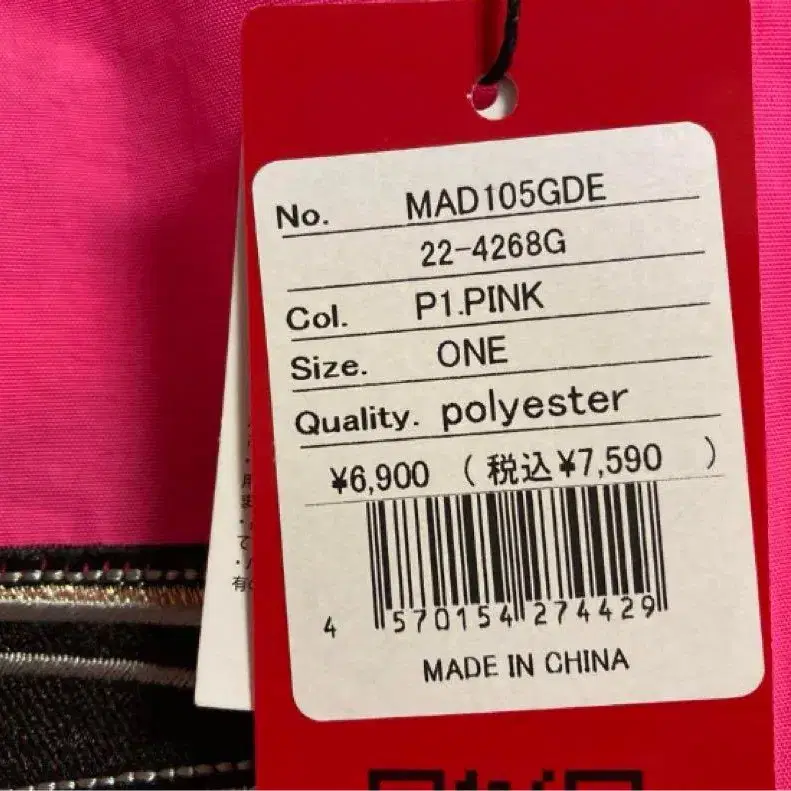 No. MAD105GDE
22-4268G
Col. P1.PINK
Size. ONE
Quality. polyester
¥6,900 (税込¥7,590 )
4 570154 274429
MADE IN CHINA